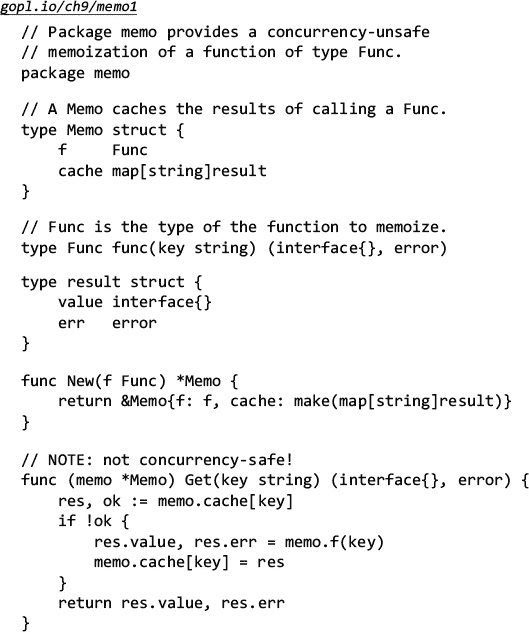 gopl.io/ch9/memo1
// Package memo provides a concurrency-unsafe
// memoization of a function of type Func.
package memo
// A Memo caches the results of calling a Func.
type Memo struct {
    f     Func
    cache map[string]result
}
// Func is the type of the function to memoize.
type Func func(key string) (interface{}, error)
type result struct {
    value interface{}
    err   error
}
func New(f Func) *Memo {
    return &Memo{f: f, cache: make(map[string]result)}
}
// NOTE: not concurrency-safe!
func (memo *Memo) Get(key string) (interface{}, error) {
    res, ok := memo.cache[key]
    if !ok {
        res.value, res.err = memo.f(key)
        memo.cache[key] = res
    }
    return res.value, res.err
}